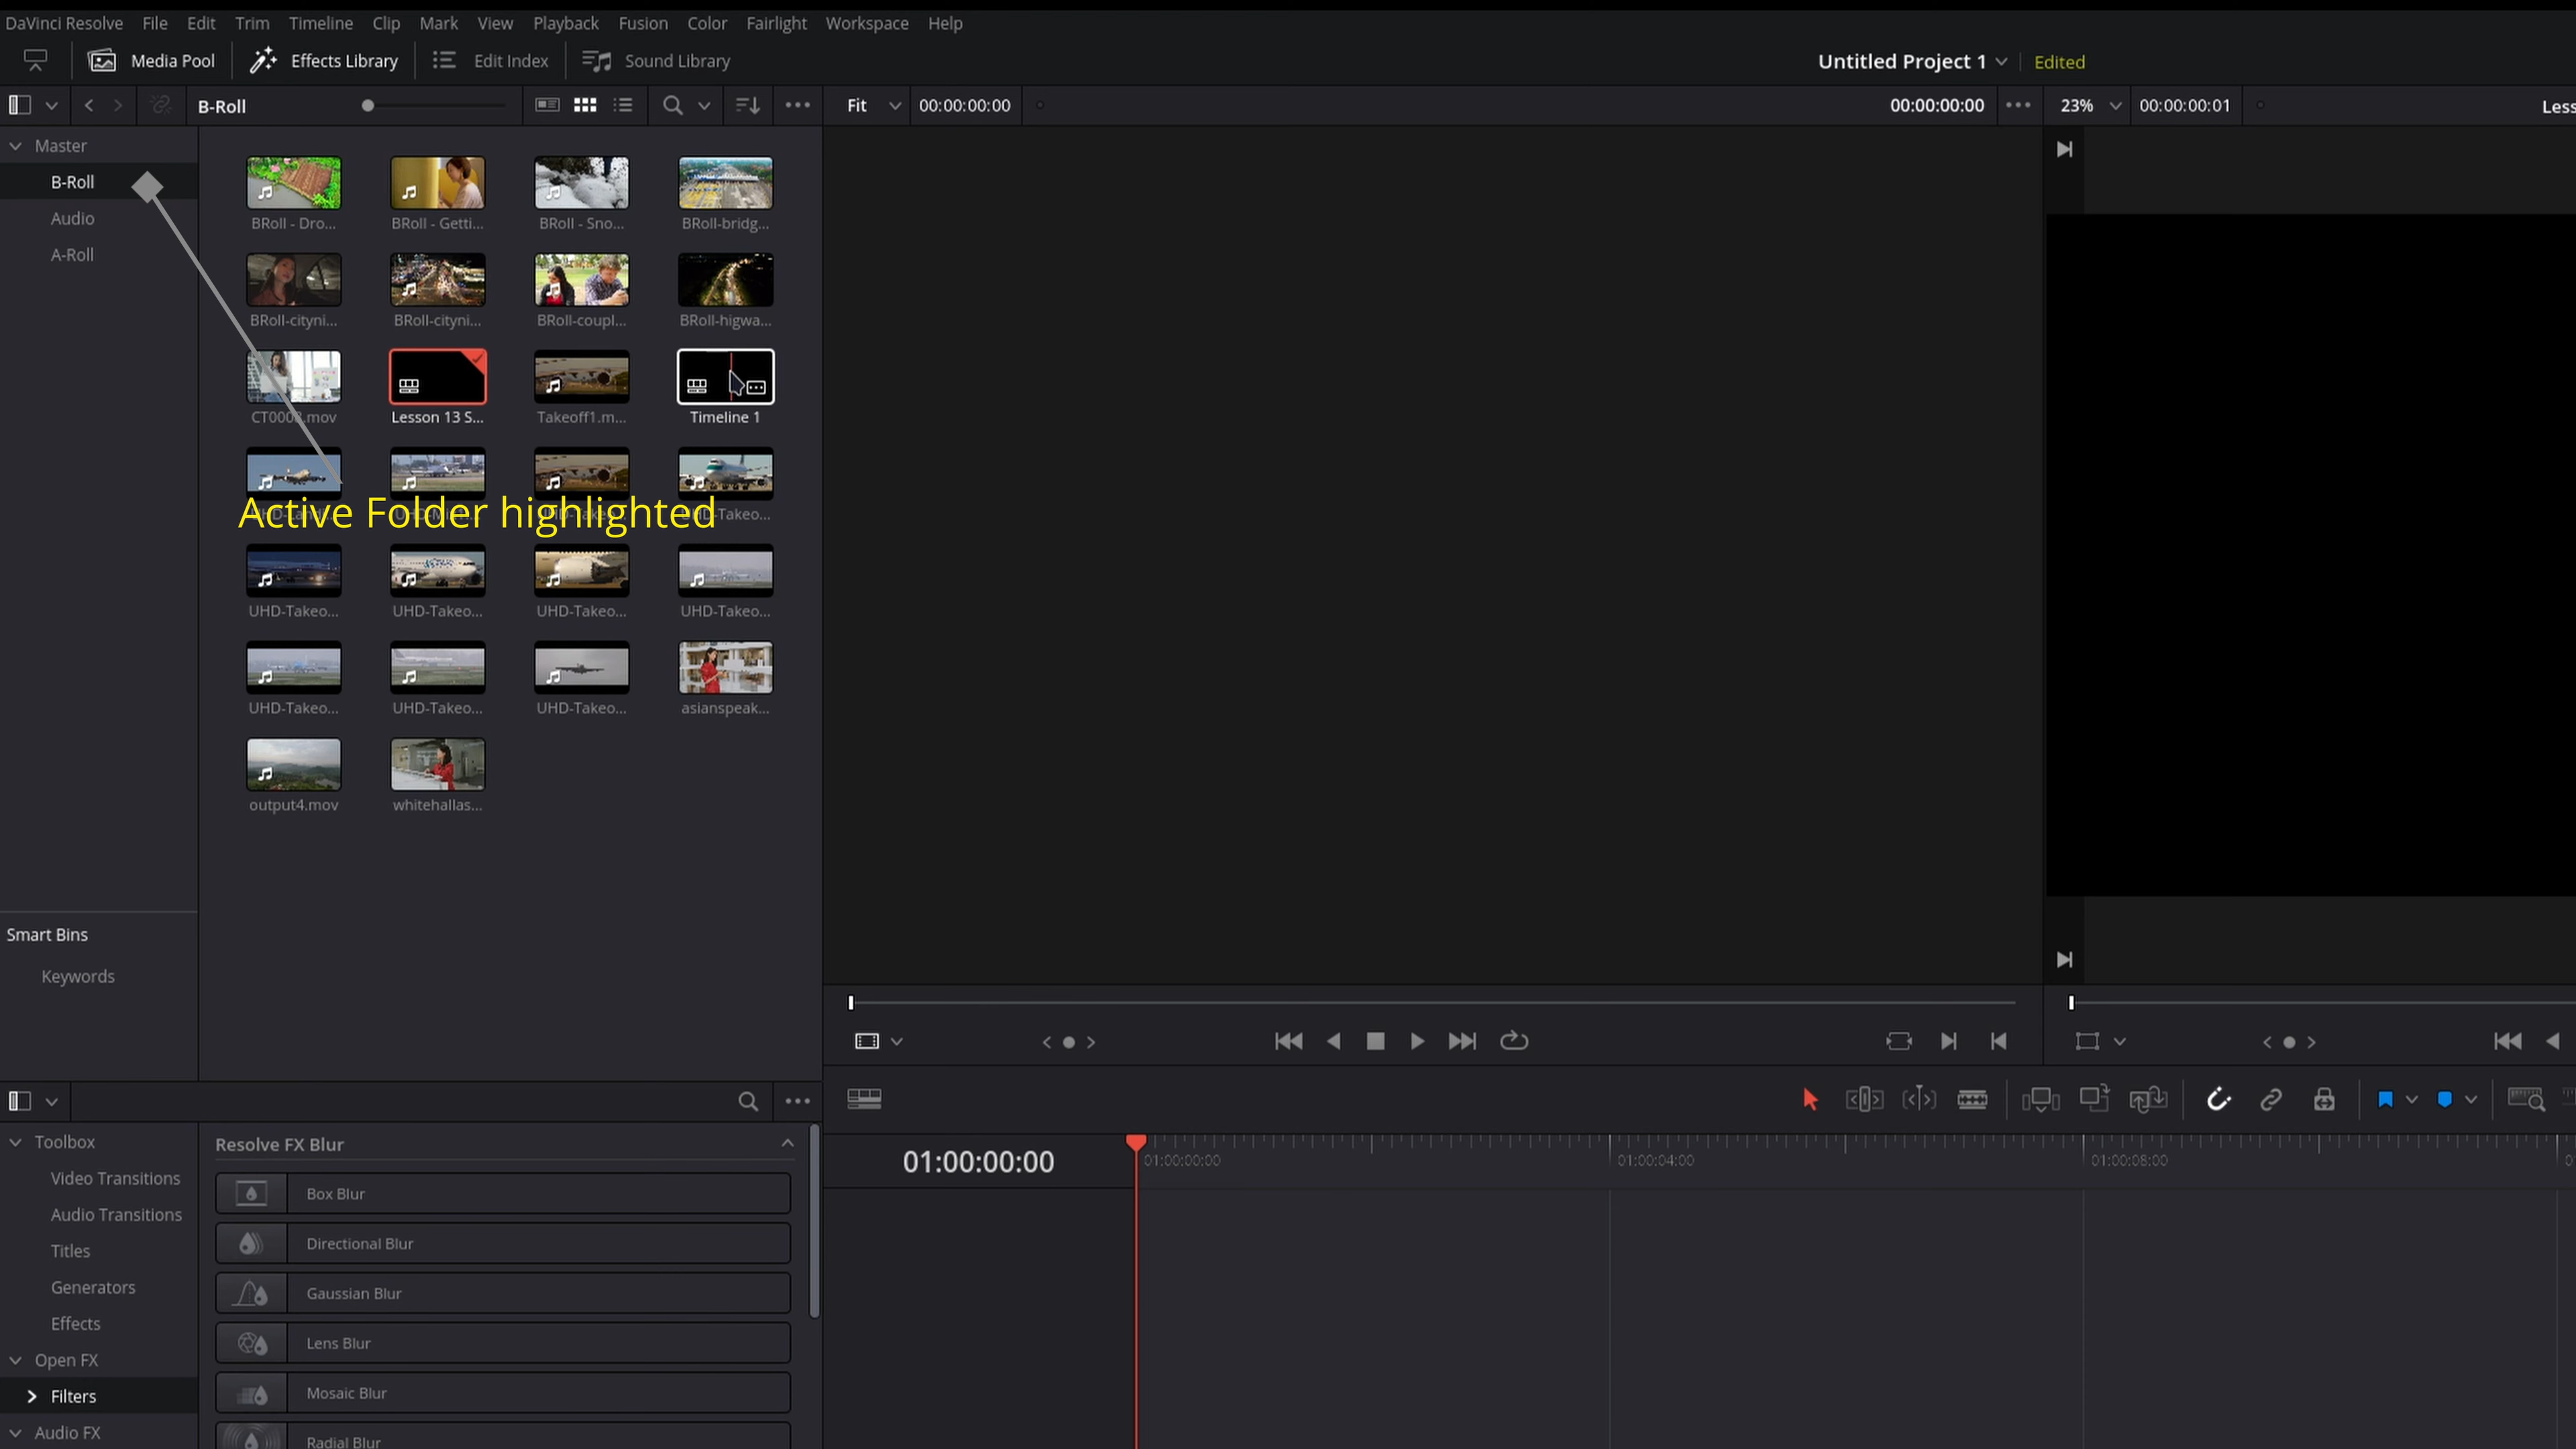 DaVinci Resolve File Edit Trim Timeline Clip Mark View Playback Fusion Color Fairlight Workspace Help
Media Pool Effects Library Edit Index Sound Library Untitled Project 1 Edited
B-Roll Fit 00:00:00:00 00:00:00:00 23% 00:00:00:01 Less
Master
B-Roll
Audio
A-Roll
BRoll - Dro... BRoll - Getti... BRoll - Sno... BRoll-bridg...
BRoll-cityni... BRoll-cityni... BRoll-coupl... BRoll-higwa...
CT0003.mov Lesson 13 S... Takeoff1.m... Timeline 1
Active Folder highlighted
UHD-Takeo... UHD-Takeo... UHD-Takeo... UHD-Takeo...
UHD-Takeo... UHD-Takeo... UHD-Takeo... asianspeak...
output4.mov whitehallas...
Smart Bins
Keywords
Toolbox
Video Transitions
Audio Transitions
Titles
Generators
Effects
Open FX
Filters
Audio FX
Resolve FX Blur
Box Blur
Directional Blur
Gaussian Blur
Lens Blur
Mosaic Blur
Radial Blur
01:00:00:00 01:00:00:00 01:00:04:00 01:00:08:00